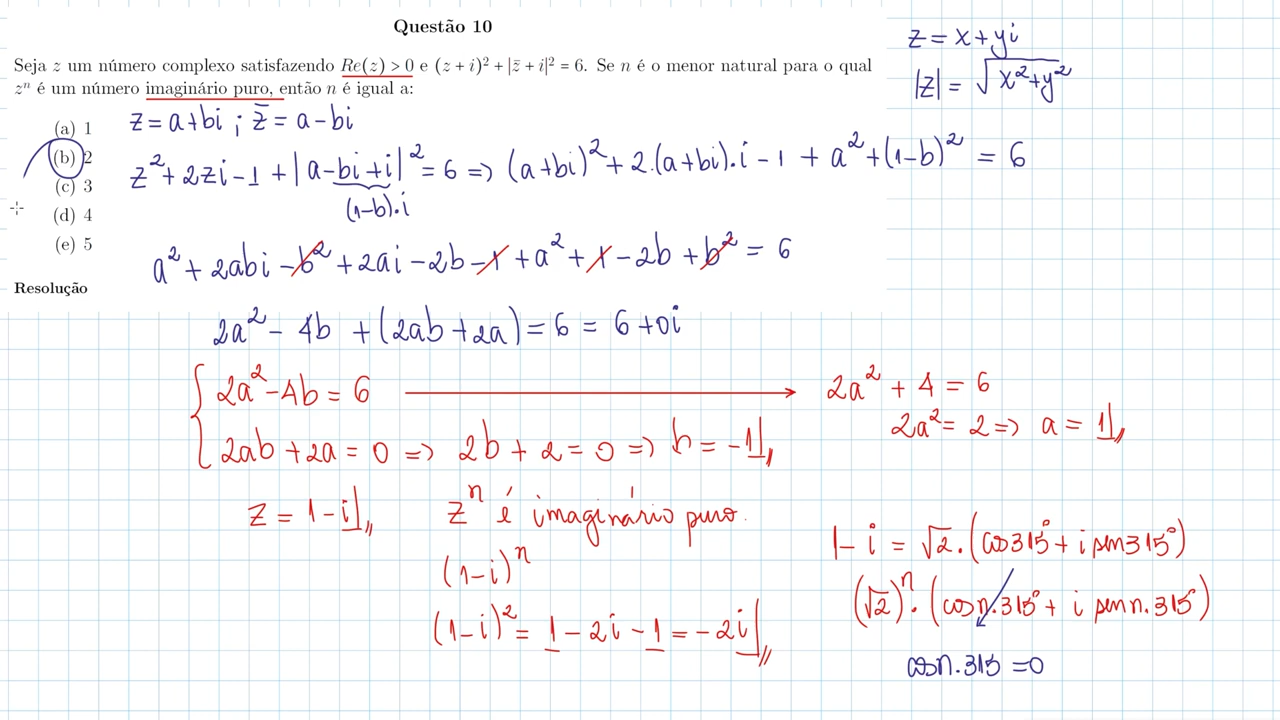 Questão 10
Seja z um número complexo satisfazendo Re(z) > 0 e (z + i)² + |z̄ + i|² = 6. Se n é o menor natural para o qual
zⁿ é um número imaginário puro, então n é igual a:
(a) 1
(b) 2
(c) 3
(d) 4
(e) 5
Resolução
z = x + yi
|z| = √(x² + y²)
z = a + bi ; z̄ = a - bi
z² + 2zi - 1 + |a - bi + i|² = 6 => (a + bi)² + 2.(a + bi).i - 1 + a² + (1 - b)² = 6
(1-b).i
a² + 2abi - b² + 2ai - 2b - 1 + a² + 1 - 2b + b² = 6
2a² - 4b + (2ab + 2a) = 6 = 6 + 0i
2a² - 4b = 6 → 2a² + 4 = 6
2a² = 2 => a = 1
2ab + 2a = 0 => 2b + 2 = 0 => b = -1
z = 1 - i
zⁿ é imaginário puro.
(1 - i)ⁿ
(1 - i)² = 1 - 2i - 1 = -2i
1 - i = √2.(cos 315° + i sen 315°)
(√2)ⁿ.(cos n.315° + i sen n.315°)
cos n.315 = 0